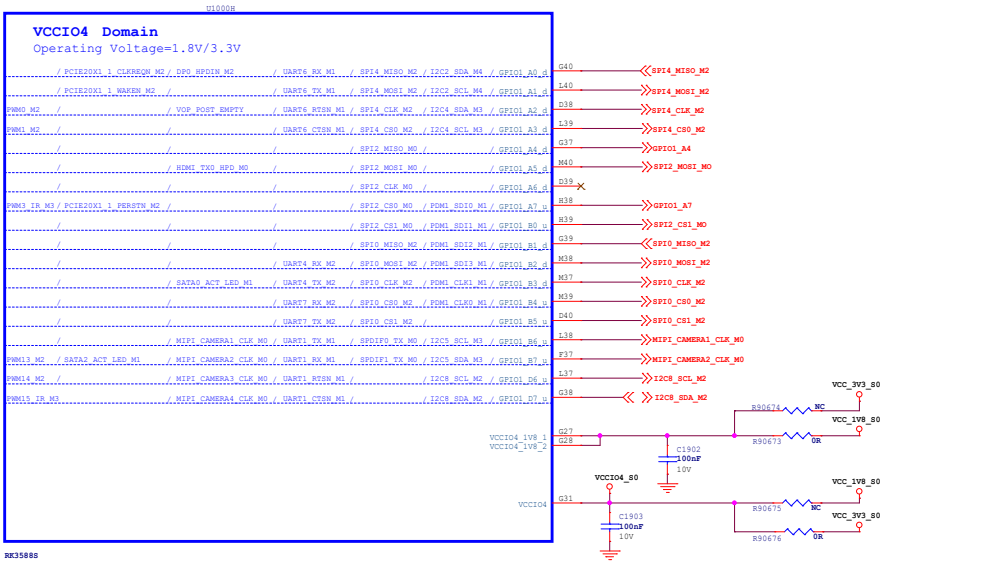 U1000H
VCCIO4 Domain
Operating Voltage=1.8V/3.3V
/ PCIE20X1_1_CLKREQN_M2 / DP0_HPDIN_M2 / UART6_RX_M1 / SPI4_MISO_M2 / I2C2_SDA_M4 / GPIO1_A0_d G40 SPI4_MISO_M2
/ PCIE20X1_1_WAKEN_M2 / / UART6_TX_M1 / SPI4_MOSI_M2 / I2C2_SCL_M4 / GPIO1_A1_d L40 SPI4_MOSI_M2
PWM0_M2 / / VOP_POST_EMPTY / UART6_RTSN_M1 / SPI4_CLK_M2 / I2C4_SDA_M3 / GPIO1_A2_d D38 SPI4_CLK_M2
PWM1_M2 / / / UART6_CTSN_M1 / SPI4_CS0_M2 / I2C4_SCL_M3 / GPIO1_A3_d L39 SPI4_CS0_M2
/ / / / SPI2_MISO_M0 / / GPIO1_A4_d G37 GPIO1_A4
/ / HDMI_TX0_HPD_M0 / / SPI2_MOSI_M0 / / GPIO1_A5_d M40 SPI2_MOSI_M0
/ / / / SPI2_CLK_M0 / / GPIO1_A6_d D39
PWM3_IR_M3 / PCIE20X1_1_PERSTN_M2 / / / SPI2_CS0_M0 / PDM1_SDI0_M1 / GPIO1_A7_u H38 GPIO1_A7
/ / / / SPI2_CS1_M0 / PDM1_SDI1_M1 / GPIO1_B0_u H39 SPI2_CS1_M0
/ / / / SPI0_MISO_M2 / PDM1_SDI2_M1 / GPIO1_B1_d G39 SPI0_MISO_M2
/ / / UART4_RX_M2 / SPI0_MOSI_M2 / PDM1_SDI3_M1 / GPIO1_B2_d M38 SPI0_MOSI_M2
/ / SATA0_ACT_LED_M1 / UART4_TX_M2 / SPI0_CLK_M2 / PDM1_CLK1_M1 / GPIO1_B3_d M37 SPI0_CLK_M2
/ / / UART7_RX_M2 / SPI0_CS0_M2 / PDM1_CLK0_M1 / GPIO1_B4_u M39 SPI0_CS0_M2
/ / / UART7_TX_M2 / SPI0_CS1_M2 / / GPIO1_B5_u D40 SPI0_CS1_M2
/ / MIPI_CAMERA1_CLK_M0 / UART1_TX_M1 / SPDIF0_TX_M0 / I2C5_SCL_M3 / GPIO1_B6_u L38 MIPI_CAMERA1_CLK_M0
PWM13_M2 / SATA2_ACT_LED_M1 / MIPI_CAMERA2_CLK_M0 / UART1_RX_M1 / SPDIF1_TX_M0 / I2C5_SDA_M3 / GPIO1_B7_u F37 MIPI_CAMERA2_CLK_M0
PWM14_M2 / / MIPI_CAMERA3_CLK_M0 / UART1_RTSN_M1 / / I2C8_SCL_M2 / GPIO1_D6_u L37 I2C8_SCL_M2
PWM15_IR_M3 / MIPI_CAMERA4_CLK_M0 / UART1_CTSN_M1 / / I2C8_SDA_M2 / GPIO1_D7_u G38 I2C8_SDA_M2
VCC_3V3_S0
R90674 NC
VCC_1V8_S0
VCCIO4_1V8_1 G27
VCCIO4_1V8_2 G28
R90673 0R
C1902
100nF
10V
VCCIO4_S0
VCC_1V8_S0
VCCIO4 G31
R90675 NC
VCC_3V3_S0
C1903
100nF
10V
R90676 0R
RK3588S